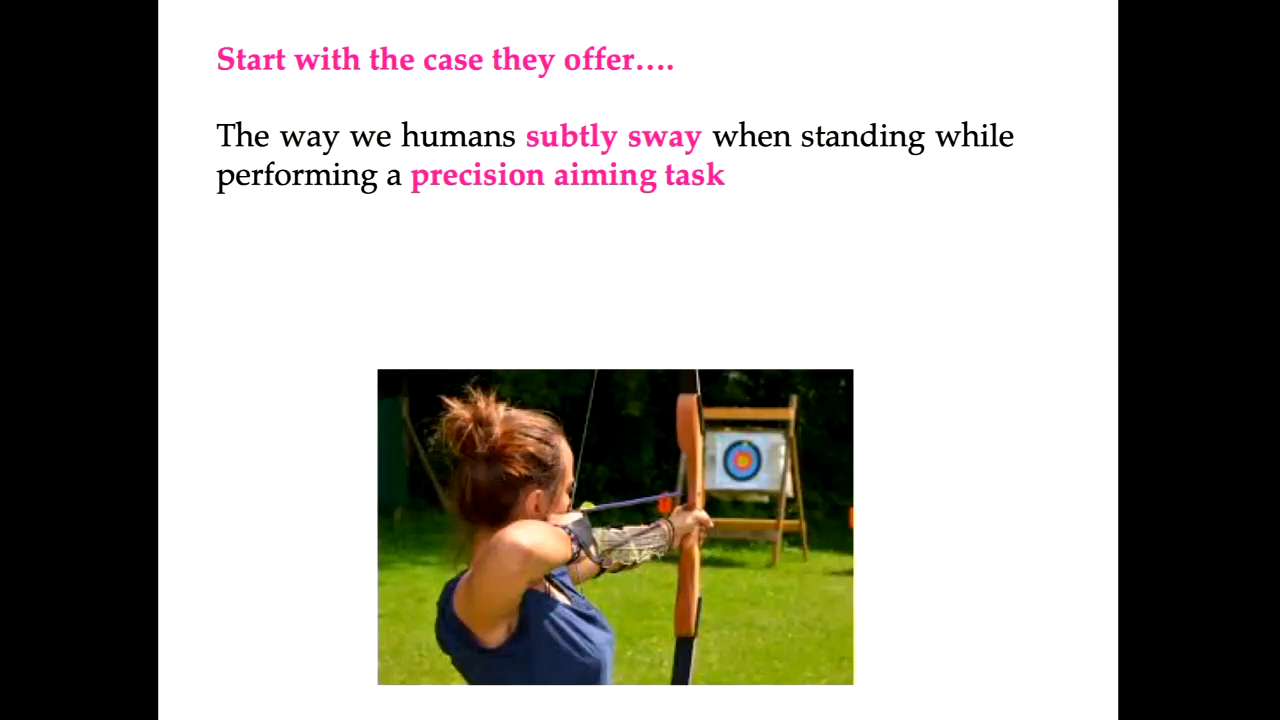 Start with the case they offer….
The way we humans subtly sway when standing while
performing a precision aiming task